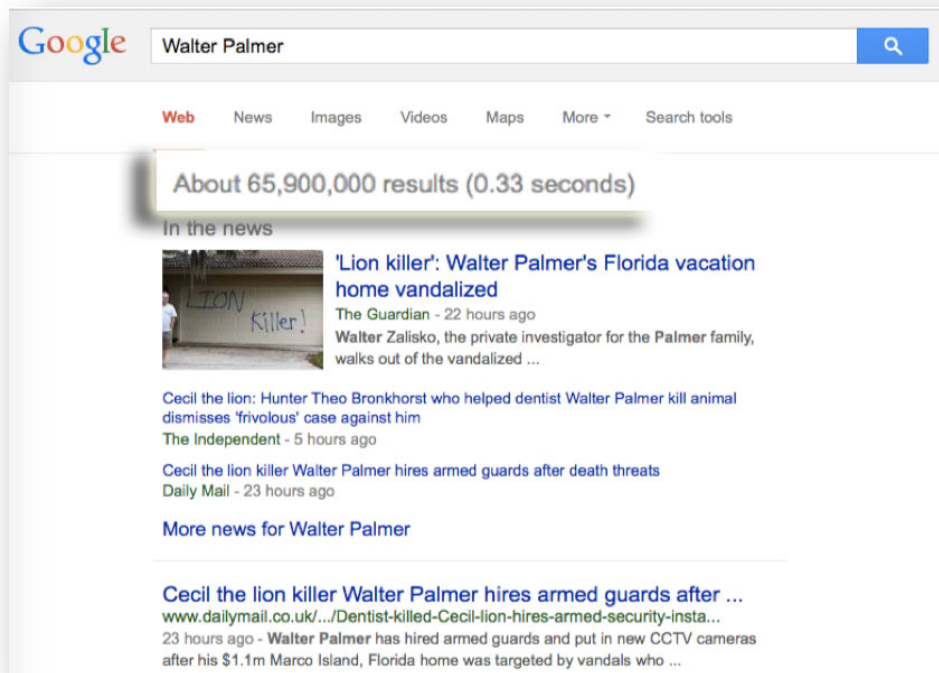 Google
Walter Palmer
Web News Images Videos Maps More Search tools
About 65,900,000 results (0.33 seconds)
In the news
LION
Killer!
'Lion killer': Walter Palmer's Florida vacation
home vandalized
The Guardian - 22 hours ago
Walter Zalisko, the private investigator for the Palmer family,
walks out of the vandalized ...
Cecil the lion: Hunter Theo Bronkhorst who helped dentist Walter Palmer kill animal
dismisses 'frivolous' case against him
The Independent - 5 hours ago
Cecil the lion killer Walter Palmer hires armed guards after death threats
Daily Mail - 23 hours ago
More news for Walter Palmer
Cecil the lion killer Walter Palmer hires armed guards after ...
www.dailymail.co.uk/.../Dentist-killed-Cecil-lion-hires-armed-security-insta...
23 hours ago - Walter Palmer has hired armed guards and put in new CCTV cameras
after his $1.1m Marco Island, Florida home was targeted by vandals who ...